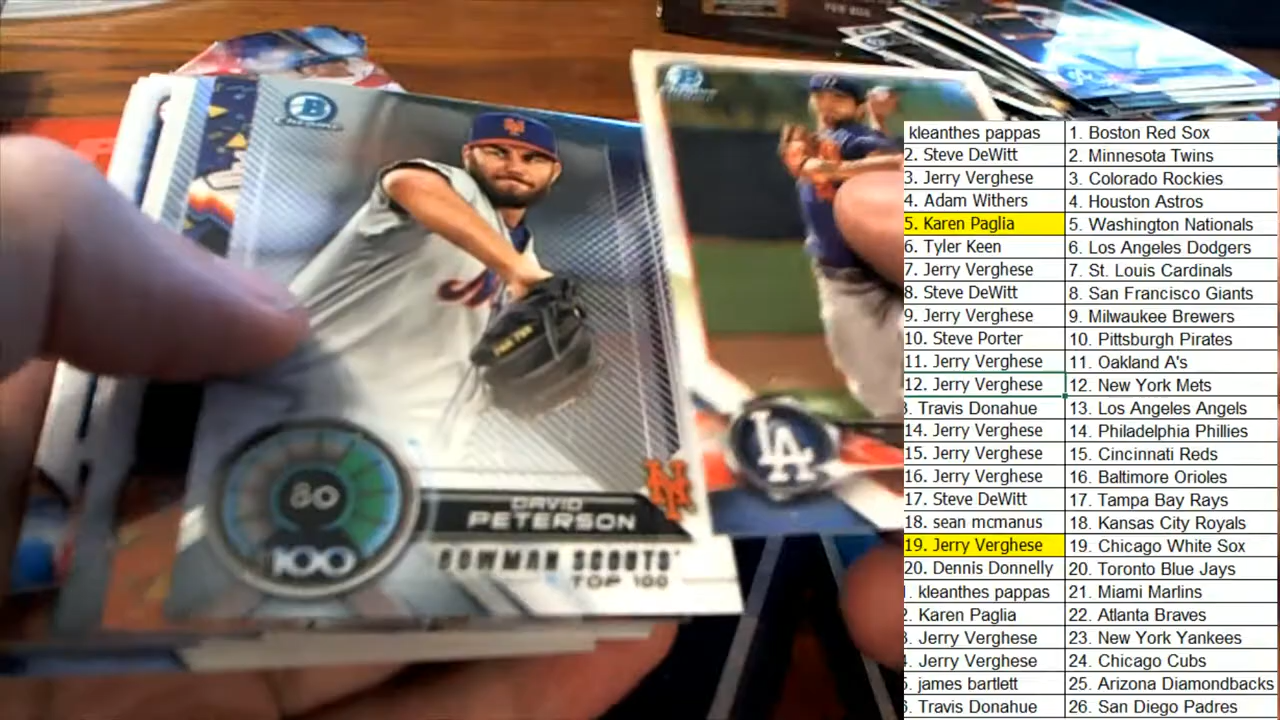 kleanthes pappas 1. Boston Red Sox
2. Steve DeWitt 2. Minnesota Twins
3. Jerry Verghese 3. Colorado Rockies
4. Adam Withers 4. Houston Astros
5. Karen Paglia 5. Washington Nationals
6. Tyler Keen 6. Los Angeles Dodgers
7. Jerry Verghese 7. St. Louis Cardinals
8. Steve DeWitt 8. San Francisco Giants
9. Jerry Verghese 9. Milwaukee Brewers
10. Steve Porter 10. Pittsburgh Pirates
11. Jerry Verghese 11. Oakland A's
12. Jerry Verghese 12. New York Mets
3. Travis Donahue 13. Los Angeles Angels
14. Jerry Verghese 14. Philadelphia Phillies
15. Jerry Verghese 15. Cincinnati Reds
16. Jerry Verghese 16. Baltimore Orioles
17. Steve DeWitt 17. Tampa Bay Rays
18. sean mcmanus 18. Kansas City Royals
19. Jerry Verghese 19. Chicago White Sox
20. Dennis Donnelly 20. Toronto Blue Jays
1. kleanthes pappas 21. Miami Marlins
2. Karen Paglia 22. Atlanta Braves
3. Jerry Verghese 23. New York Yankees
4. Jerry Verghese 24. Chicago Cubs
5. james bartlett 25. Arizona Diamondbacks
6. Travis Donahue 26. San Diego Padres
B
LA
80
100
DAVID
PETERSON
BOWMAN SCOUTS'
TOP 100
NY